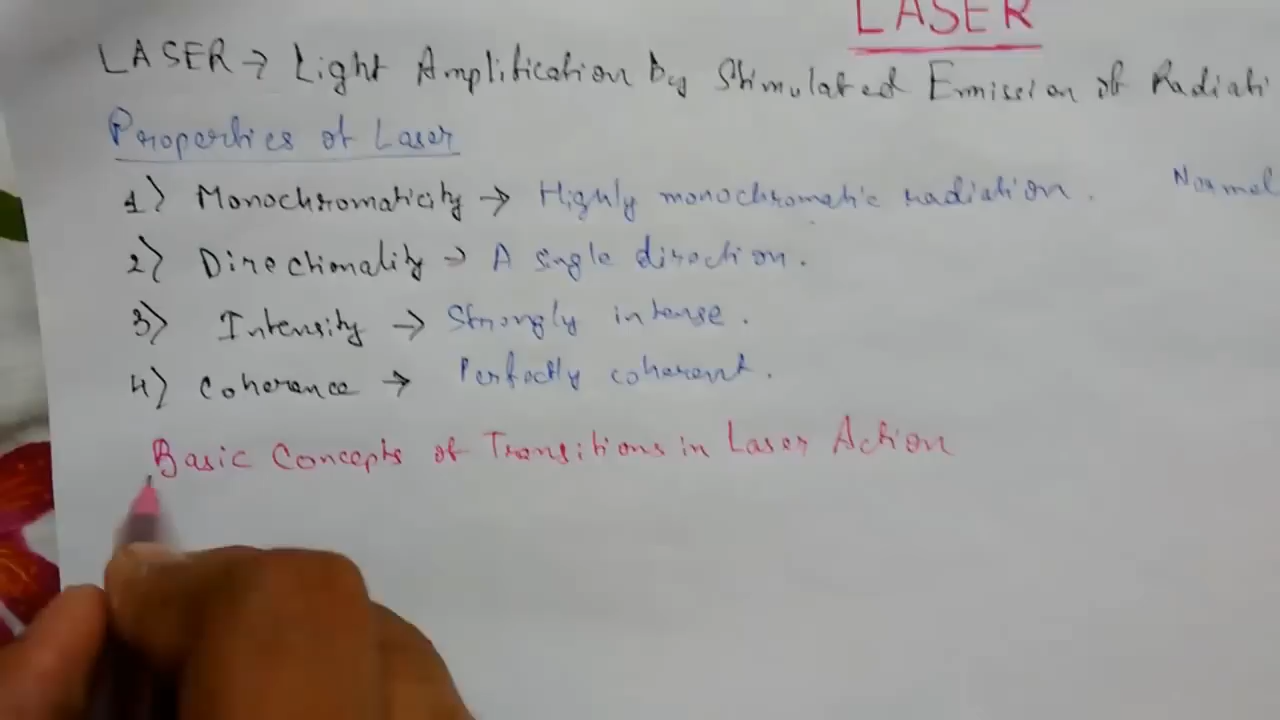 LASER
LASER → Light Amplification by Stimulated Emission of Radiati
Properties of Laser
1) Monochromaticity → Highly monochromatic radiation. Normal
2) Directionality → A single direction.
3) Intensity → Strongly intense.
4) Coherence → Perfectly coherent.
Basic Concepts of Transitions in Laser Action